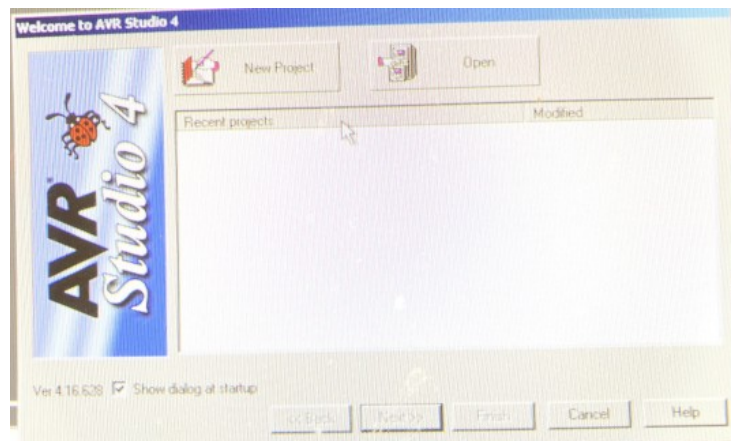 Welcome to AVR Studio 4
New Project
Open
Recent projects
Modified
AVR
Studio 4
Ver 4.16.628
Show dialog at startup
<< Back
Next >>
Finish
Cancel
Help